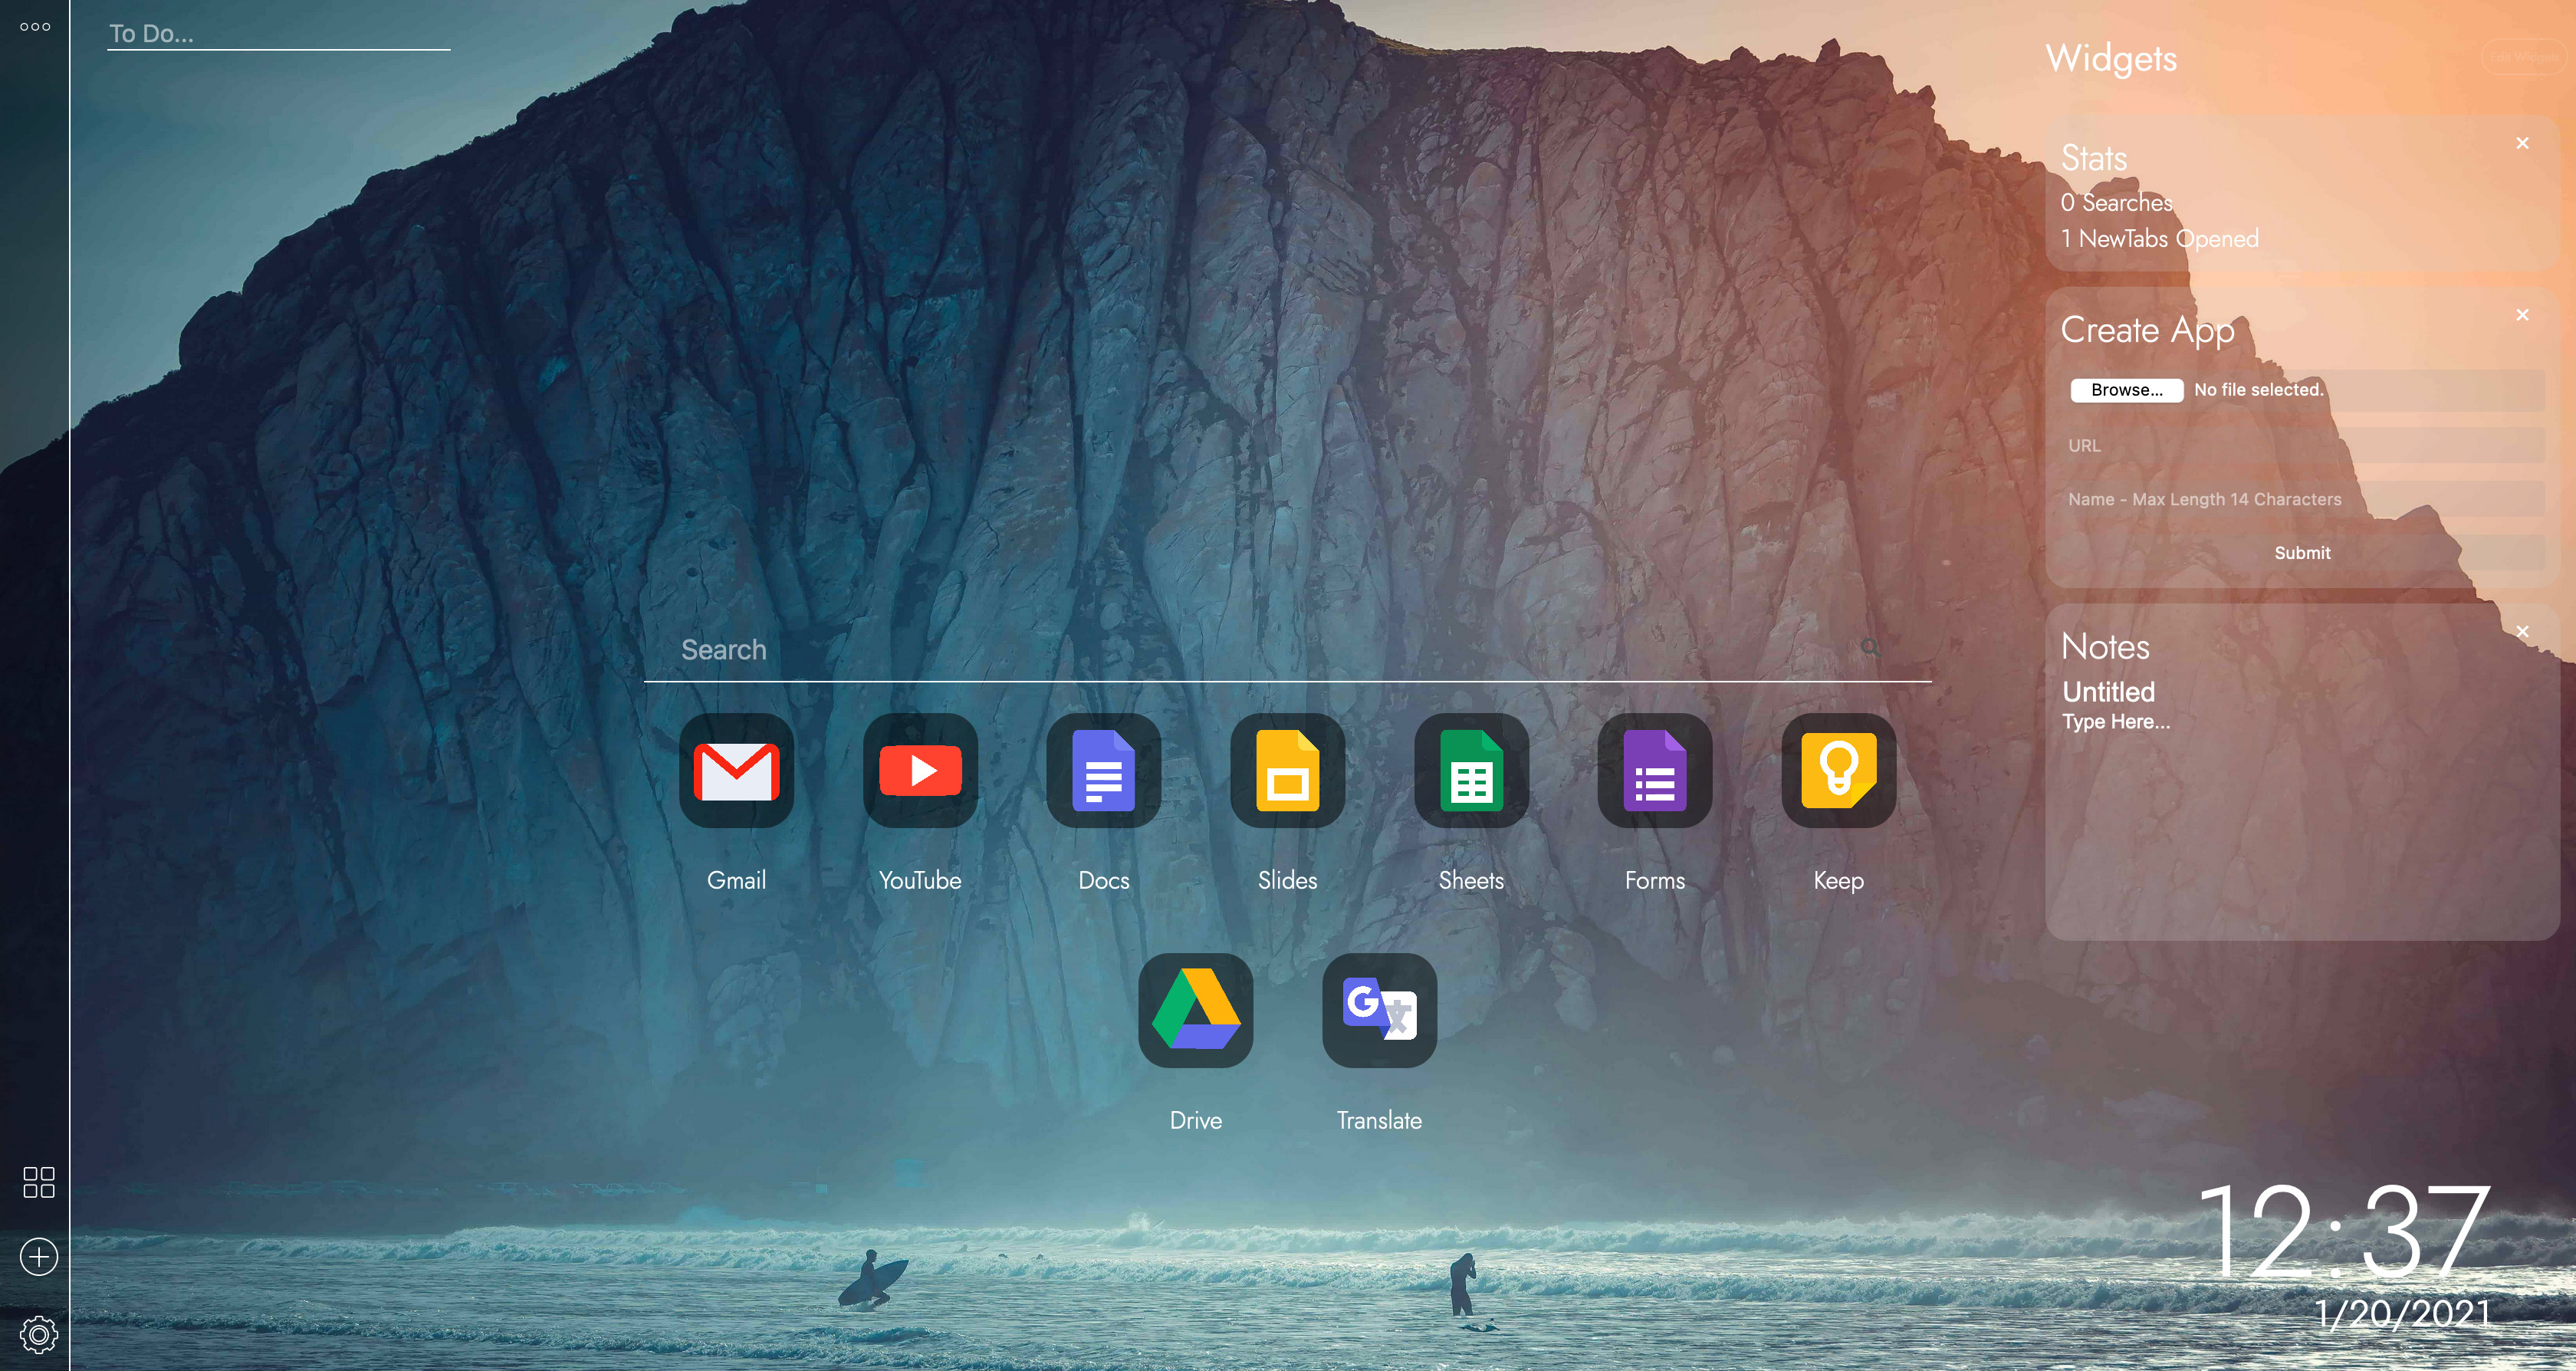 To Do...
Widgets
Edit Widgets
Stats
0 Searches
1 NewTabs Opened
Create App
Browse... No file selected.
URL
Name - Max Length 14 Characters
Submit
Search
Notes
Untitled
Type Here...
Gmail YouTube Docs Slides Sheets Forms Keep
Drive Translate
12:37
1/20/2021